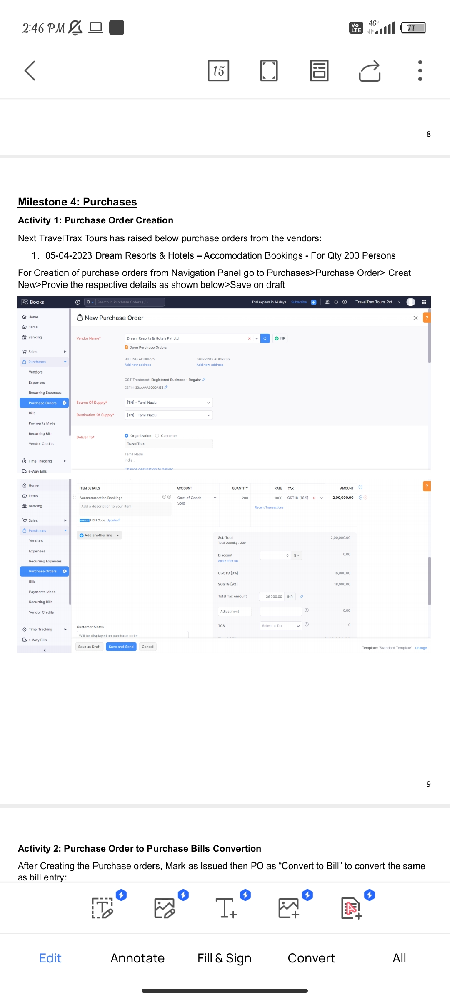 2:46 PM
Vo LTE
4G+
71
15
8
Milestone 4: Purchases
Activity 1: Purchase Order Creation
Next TravelTrax Tours has raised below purchase orders from the vendors:
1. 05-04-2023 Dream Resorts & Hotels – Accomodation Bookings - For Qty 200 Persons
For Creation of purchase orders from Navigation Panel go to Purchases>Purchase Order> Creat
New>Provie the respective details as shown below>Save on draft
Books
Search in Purchase Orders ( / )
Trial expires in 14 days. Subscribe
TravelTrax Tours Pvt ...
Home
Items
Banking
Sales
Purchases
Vendors
Expenses
Recurring Expenses
Purchase Orders
Bills
Payments Made
Recurring Bills
Vendor Credits
Time Tracking
e-Way Bills
New Purchase Order
?
Vendor Name*
Dream Resorts & Hotels Pvt Ltd
INR
Open Purchase Orders
BILLING ADDRESS
SHIPPING ADDRESS
Add new address
Add new address
GST Treatment: Registered Business - Regular
GSTIN: 33AAAAA0000A15Z
Source Of Supply*
[TN] - Tamil Nadu
Destination Of Supply*
[TN] - Tamil Nadu
Deliver To*
Organization
Customer
TravelTrex
Tamil Nadu
India ,
Change destination to deliver
Home
Items
Banking
Sales
Purchases
Vendors
Expenses
Recurring Expenses
Purchase Orders
Bills
Payments Made
Recurring Bills
Vendor Credits
Time Tracking
e-Way Bills
?
ITEM DETAILS ACCOUNT QUANTITY RATE TAX AMOUNT
Accommodation Bookings Cost of Goods Sold 200 1000 GST18 [18%] 2,00,000.00
Add a description to your item
Recent Transactions
GOODS HSN Code: Update
Add another line
Sub Total 2,00,000.00
Total Quantity : 200
Discount 0 % 0.00
Apply after tax
CGST9 [9%] 18,000.00
SGST9 [9%] 18,000.00
Total Tax Amount 36000.00 INR
Adjustment 0.00
TCS Select a Tax 0
Customer Notes
Will be displayed on purchase order
Save as Draft Save and Send Cancel
Template: 'Standard Template' Change
9
Activity 2: Purchase Order to Purchase Bills Convertion
After Creating the Purchase orders, Mark as Issued then PO as “Convert to Bill” to convert the same
as bill entry:
Edit Annotate Fill & Sign Convert All